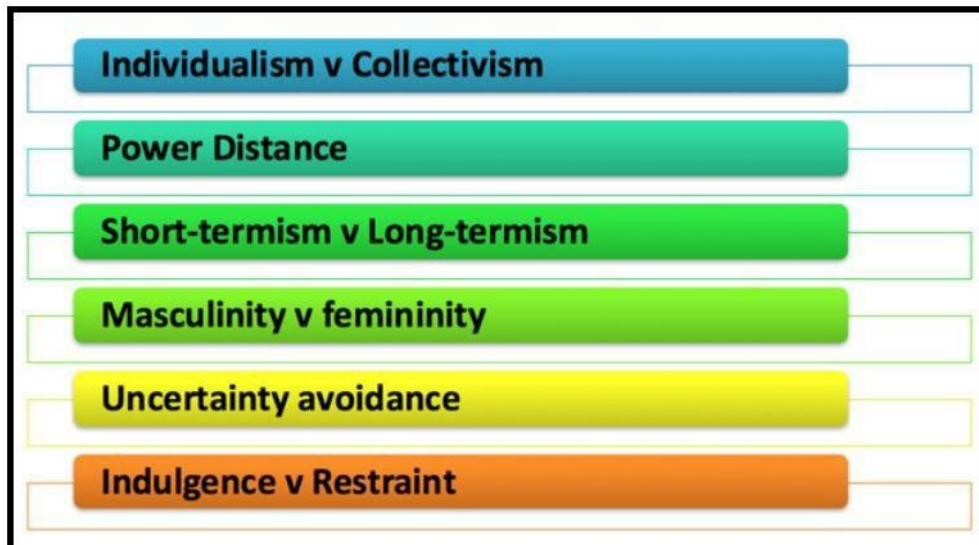 Individualism v Collectivism
Power Distance
Short-termism v Long-termism
Masculinity v femininity
Uncertainty avoidance
Indulgence v Restraint